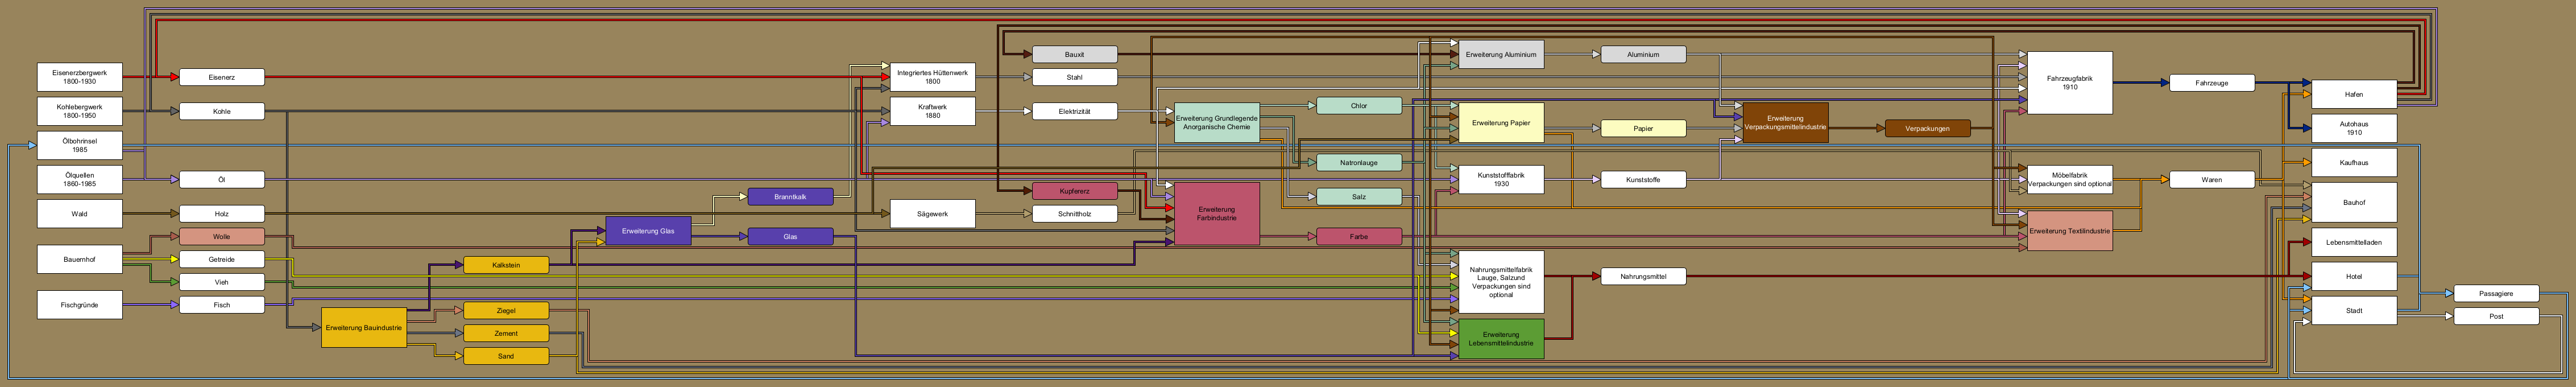 Eisenerzbergwerk
1800-1930
Kohlebergwerk
1800-1950
Ölbohrinsel
1985
Ölquellen
1860-1985
Wald
Bauernhof
Fischgründe
Eisenerz
Kohle
Öl
Holz
Wolle
Getreide
Vieh
Fisch
Erweiterung Bauindustrie
Kalkstein
Ziegel
Zement
Sand
Erweiterung Glas
Branntkalk
Glas
Integriertes Hüttenwerk
1800
Kraftwerk
1880
Sägewerk
Bauxit
Stahl
Elektrizität
Kupfererz
Schnittholz
Erweiterung Grundlegende
Anorganische Chemie
Erweiterung
Farbindustrie
Chlor
Natronlauge
Salz
Farbe
Erweiterung Aluminium
Erweiterung Papier
Kunststofffabrik
1930
Nahrungsmittelfabrik
Lauge, Salzund
Verpackungen sind
optional
Erweiterung
Lebensmittelindustrie
Aluminium
Papier
Kunststoffe
Nahrungsmittel
Erweiterung
Verpackungsmittelindustrie
Verpackungen
Fahrzeugfabrik
1910
Möbelfabrik
Verpackungen sind optional
Erweiterung Textilindustrie
Fahrzeuge
Waren
Hafen
Autohaus
1910
Kaufhaus
Bauhof
Lebensmittelladen
Hotel
Stadt
Passagiere
Post